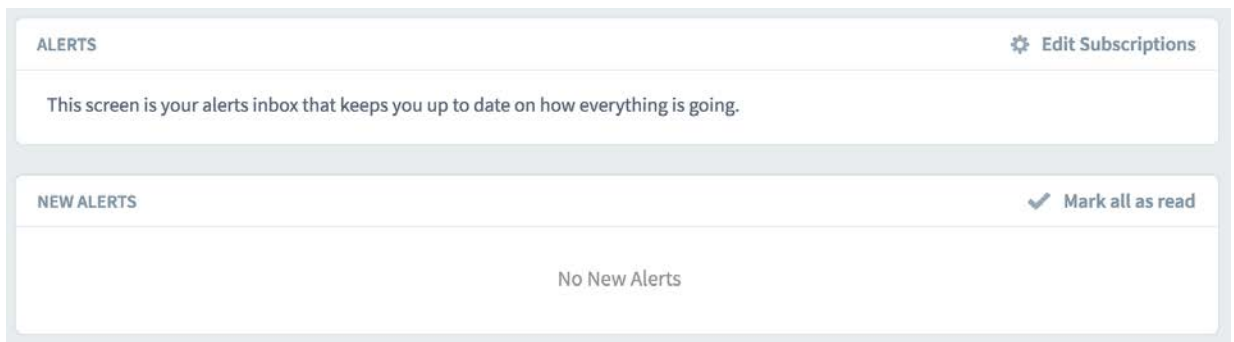 ALERTS
Edit Subscriptions
This screen is your alerts inbox that keeps you up to date on how everything is going.
NEW ALERTS
Mark all as read
No New Alerts